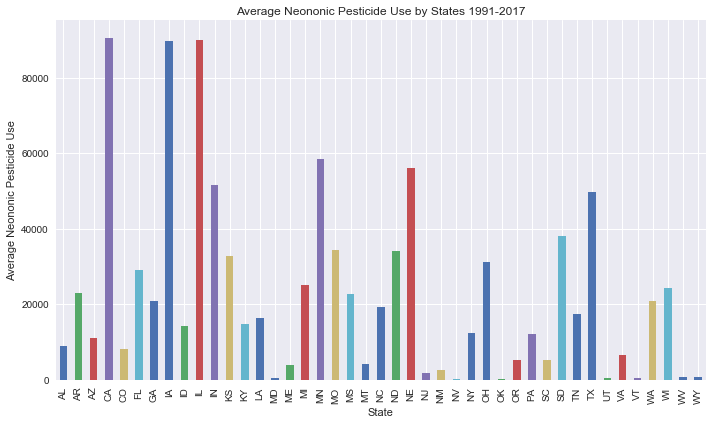 Average Neononic Pesticide Use by States 1991-2017
Average Neononic Pesticide Use
80000
60000
40000
20000
0
AL AR AZ CA CO FL GA IA ID IL IN KS KY LA MD ME MI MN MO MS MT NC ND NE NJ NM NV NY OH OK OR PA SC SD TN TX UT VA VT WA WI WV WY
State